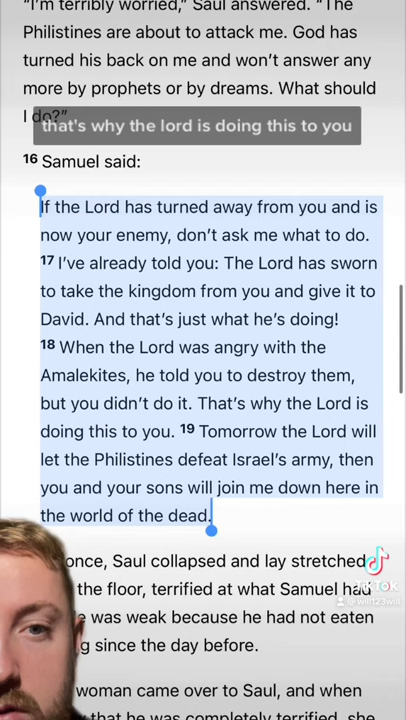 “I’m terribly worried,” Saul answered. “The
Philistines are about to attack me. God has
turned his back on me and won’t answer any
more by prophets or by dreams. What should
I do?”
that's why the lord is doing this to you
16 Samuel said:
If the Lord has turned away from you and is
now your enemy, don’t ask me what to do.
17 I’ve already told you: The Lord has sworn
to take the kingdom from you and give it to
David. And that’s just what he’s doing!
18 When the Lord was angry with the
Amalekites, he told you to destroy them,
but you didn’t do it. That’s why the Lord is
doing this to you. 19 Tomorrow the Lord will
let the Philistines defeat Israel’s army, then
you and your sons will join me down here in
the world of the dead.
once, Saul collapsed and lay stretched
the floor, terrified at what Samuel had
was weak because he had not eaten
since the day before.
TikTok
woman came over to Saul, and when
that he was completely terrified, she